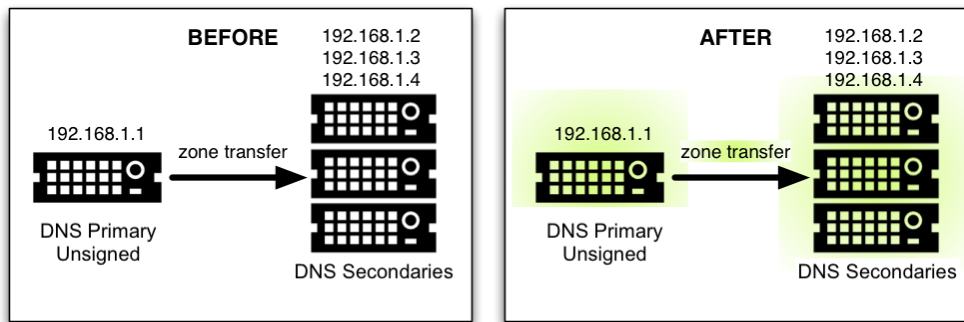 BEFORE
192.168.1.2
192.168.1.3
192.168.1.4
192.168.1.1
zone transfer
DNS Primary
Unsigned
DNS Secondaries
AFTER
192.168.1.2
192.168.1.3
192.168.1.4
192.168.1.1
zone transfer
DNS Primary
Unsigned
DNS Secondaries